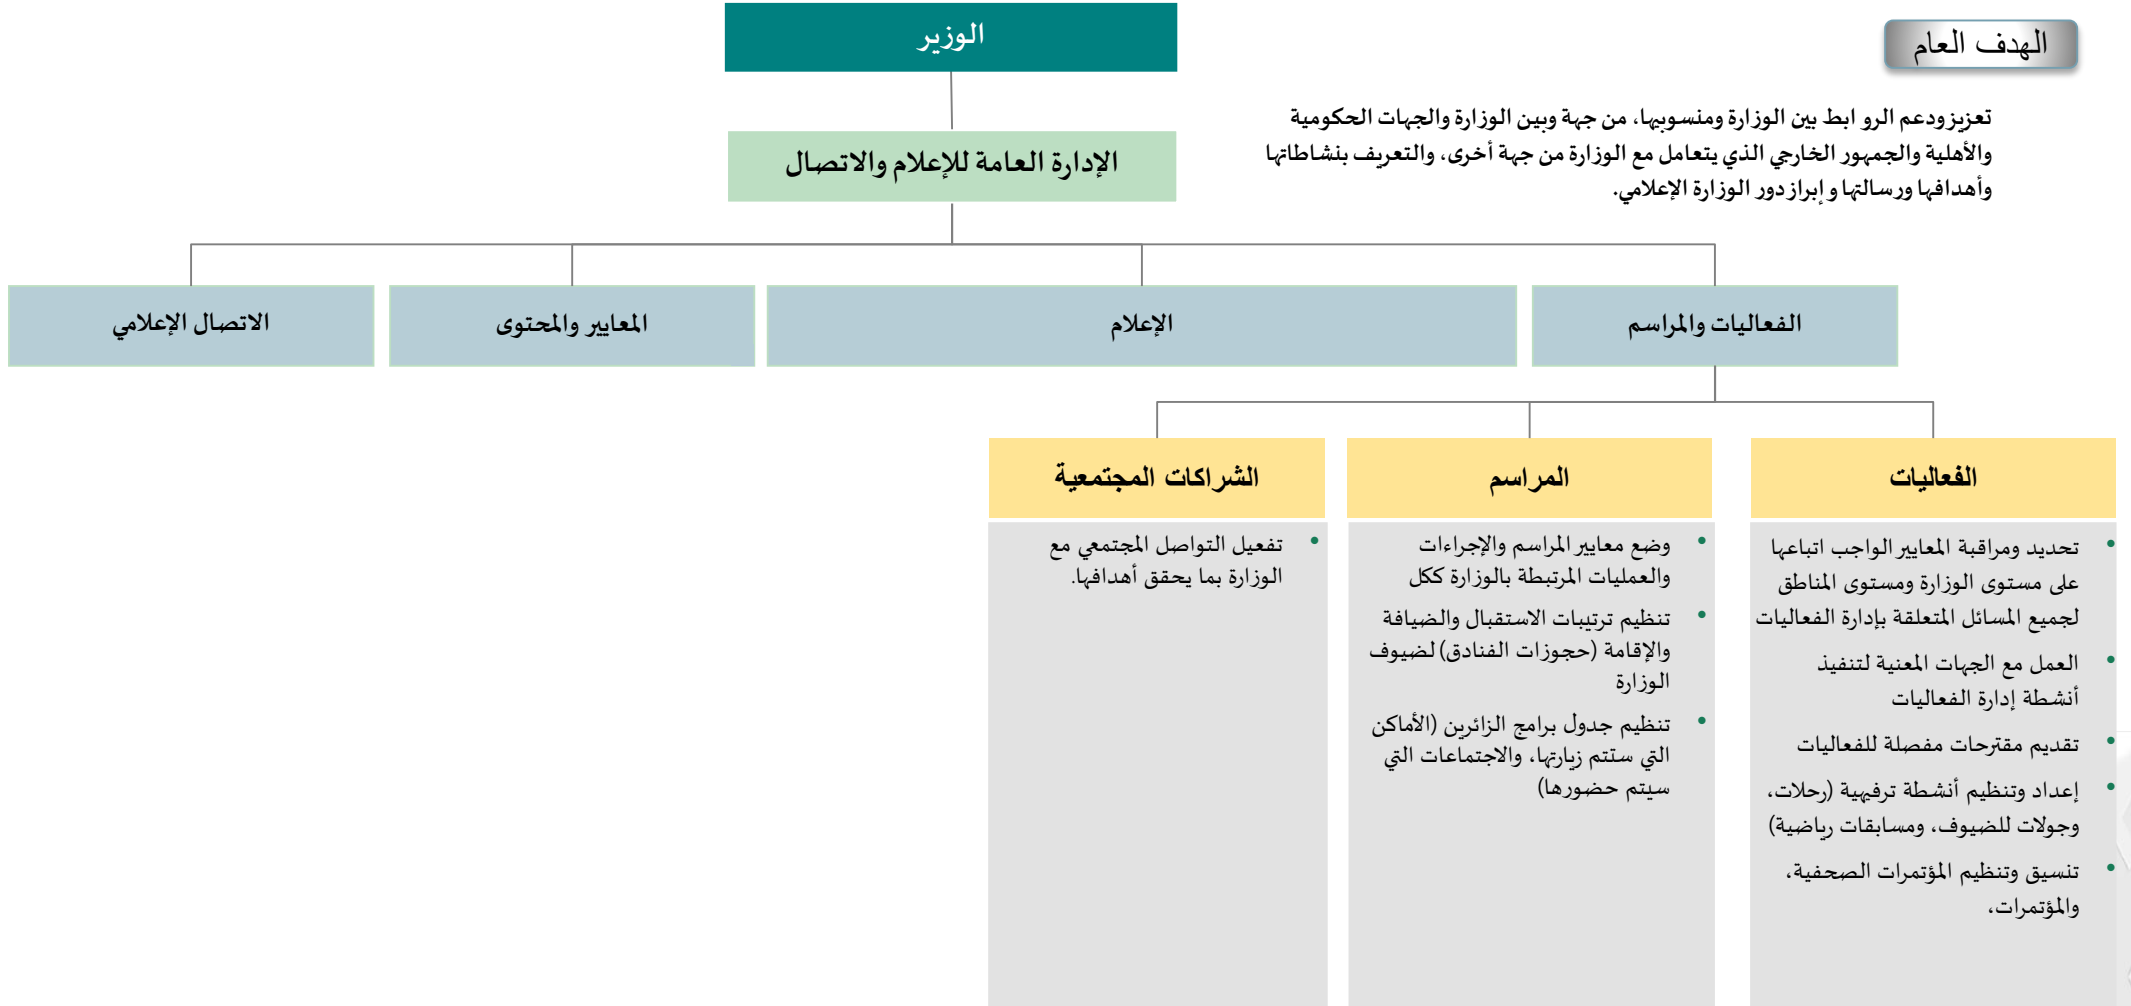 الهدف العام
تعزيز ودعم الروابط بين الوزارة ومنسوبها، من جهة وبين الوزارة والجهات الحكومية
والأهلية والجمهور الخارجي الذي يتعامل مع الوزارة من جهة أخرى، والتعريف بنشاطاتها
وأهدافها ورسالتها وإبراز دور الوزارة الإعلامي.
الوزير
الإدارة العامة للإعلام والاتصال
الفعاليات والمراسم
الإعلام
المعايير والمحتوى
الاتصال الإعلامي
الفعاليات
• تحديد ومراقبة المعايير الواجب اتباعها
على مستوى الوزارة ومستوى المناطق
لجميع المسائل المتعلقة بإدارة الفعاليات
• العمل مع الجهات المعنية لتنفيذ
أنشطة إدارة الفعاليات
• تقديم مقترحات مفصلة للفعاليات
• إعداد وتنظيم أنشطة ترفيهية (رحلات،
وجولات للضيوف، ومسابقات رياضية)
• تنسيق وتنظيم المؤتمرات الصحفية،
والمؤتمرات،
المراسم
• وضع معايير المراسم والإجراءات
والعمليات المرتبطة بالوزارة ككل
• تنظيم ترتيبات الاستقبال والضيافة
والإقامة (حجوزات الفنادق) لضيوف
الوزارة
• تنظيم جدول برامج الزائرين (الأماكن
التي ستتم زيارتها، والاجتماعات التي
سيتم حضورها)
الشراكات المجتمعية
• تفعيل التواصل المجتمعي مع
الوزارة بما يحقق أهدافها.